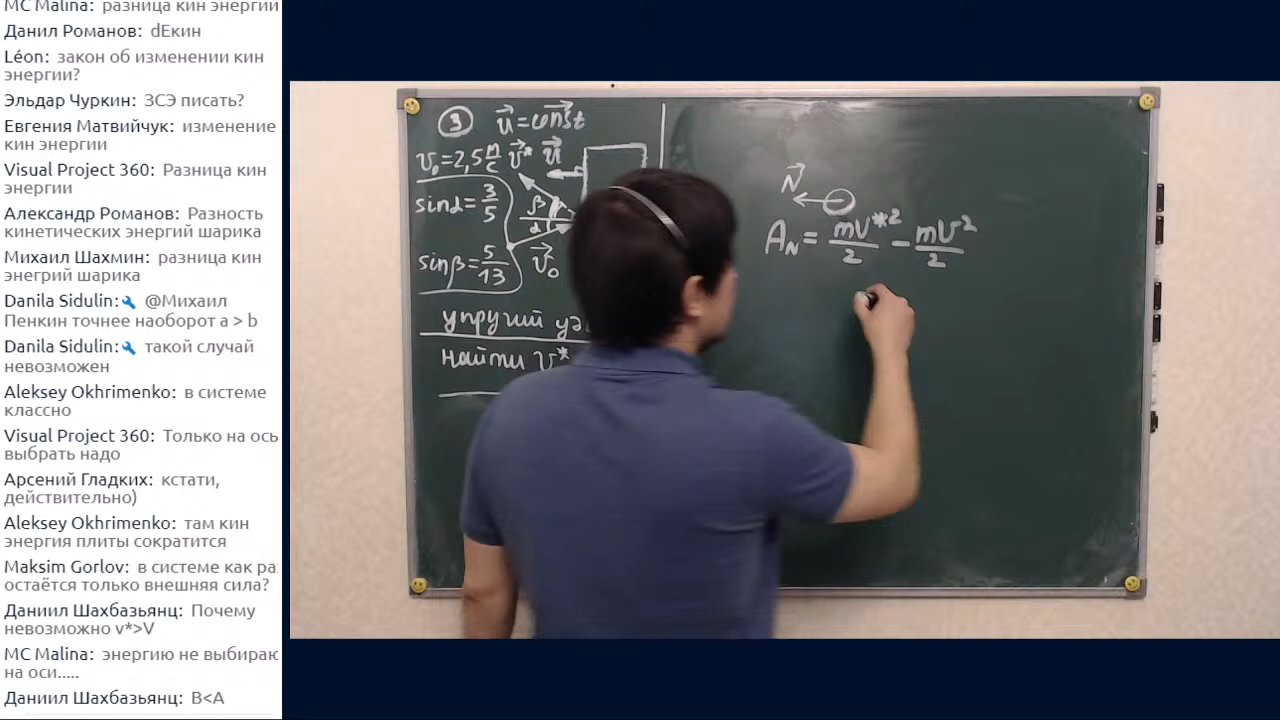 MC Malina: разница кин энергии
Данил Романов: dEкин
Léon: закон об изменении кин
энергии?
Эльдар Чуркин: ЗСЭ писать?
Евгения Матвийчук: изменение
кин энергии
Visual Project 360: Разница кин
энергии
Александр Романов: Разность
кинетических энергий шарика
Михаил Шахмин: разница кин
энегрий шарика
Danila Sidulin: @Михаил
Пенкин точнее наоборот a > b
Danila Sidulin: такой случай
невозможен
Aleksey Okhrimenko: в системе
классно
Visual Project 360: Только на ось
выбрать надо
Арсений Гладких: кстати,
действительно)
Aleksey Okhrimenko: там кин
энергия плиты сократится
Maksim Gorlov: в системе как ра
остаётся только внешняя сила?
Даниил Шахбазьянц: Почему
невозможно v*>V
MC Malina: энергию не выбираю
на оси.....
Даниил Шахбазьянц: В<А
3 u = const
v₀ = 2,5 м/с v* u
sinα = 3/5
β
α
sinβ = 5/13 v₀
упругий уд
найти v*
N
A_N = mv*²/2 − mv²/2